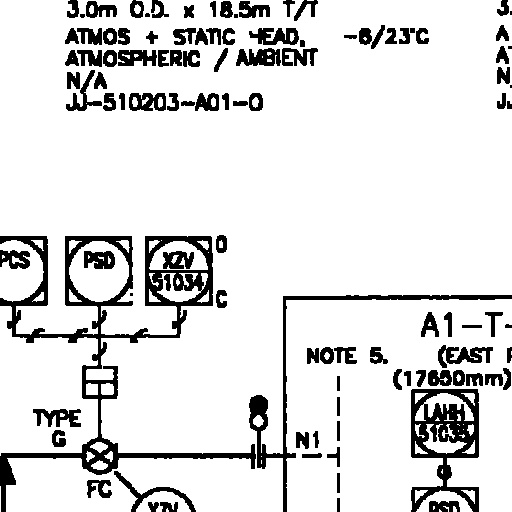 3.0m O.D. x 18.5m T/T
ATMOS + STATIC HEAD, -6/23°C
ATMOSPHERIC / AMBIENT
N/A
JJ-510203-A01-0
3.
A
N
J
PCS
PSD
XZV
51034
O
C
A1-T-
NOTE 5.
(EAST
(17650mm)
TYPE
G
FC
N1
LAHH
51035
XZV
PSD